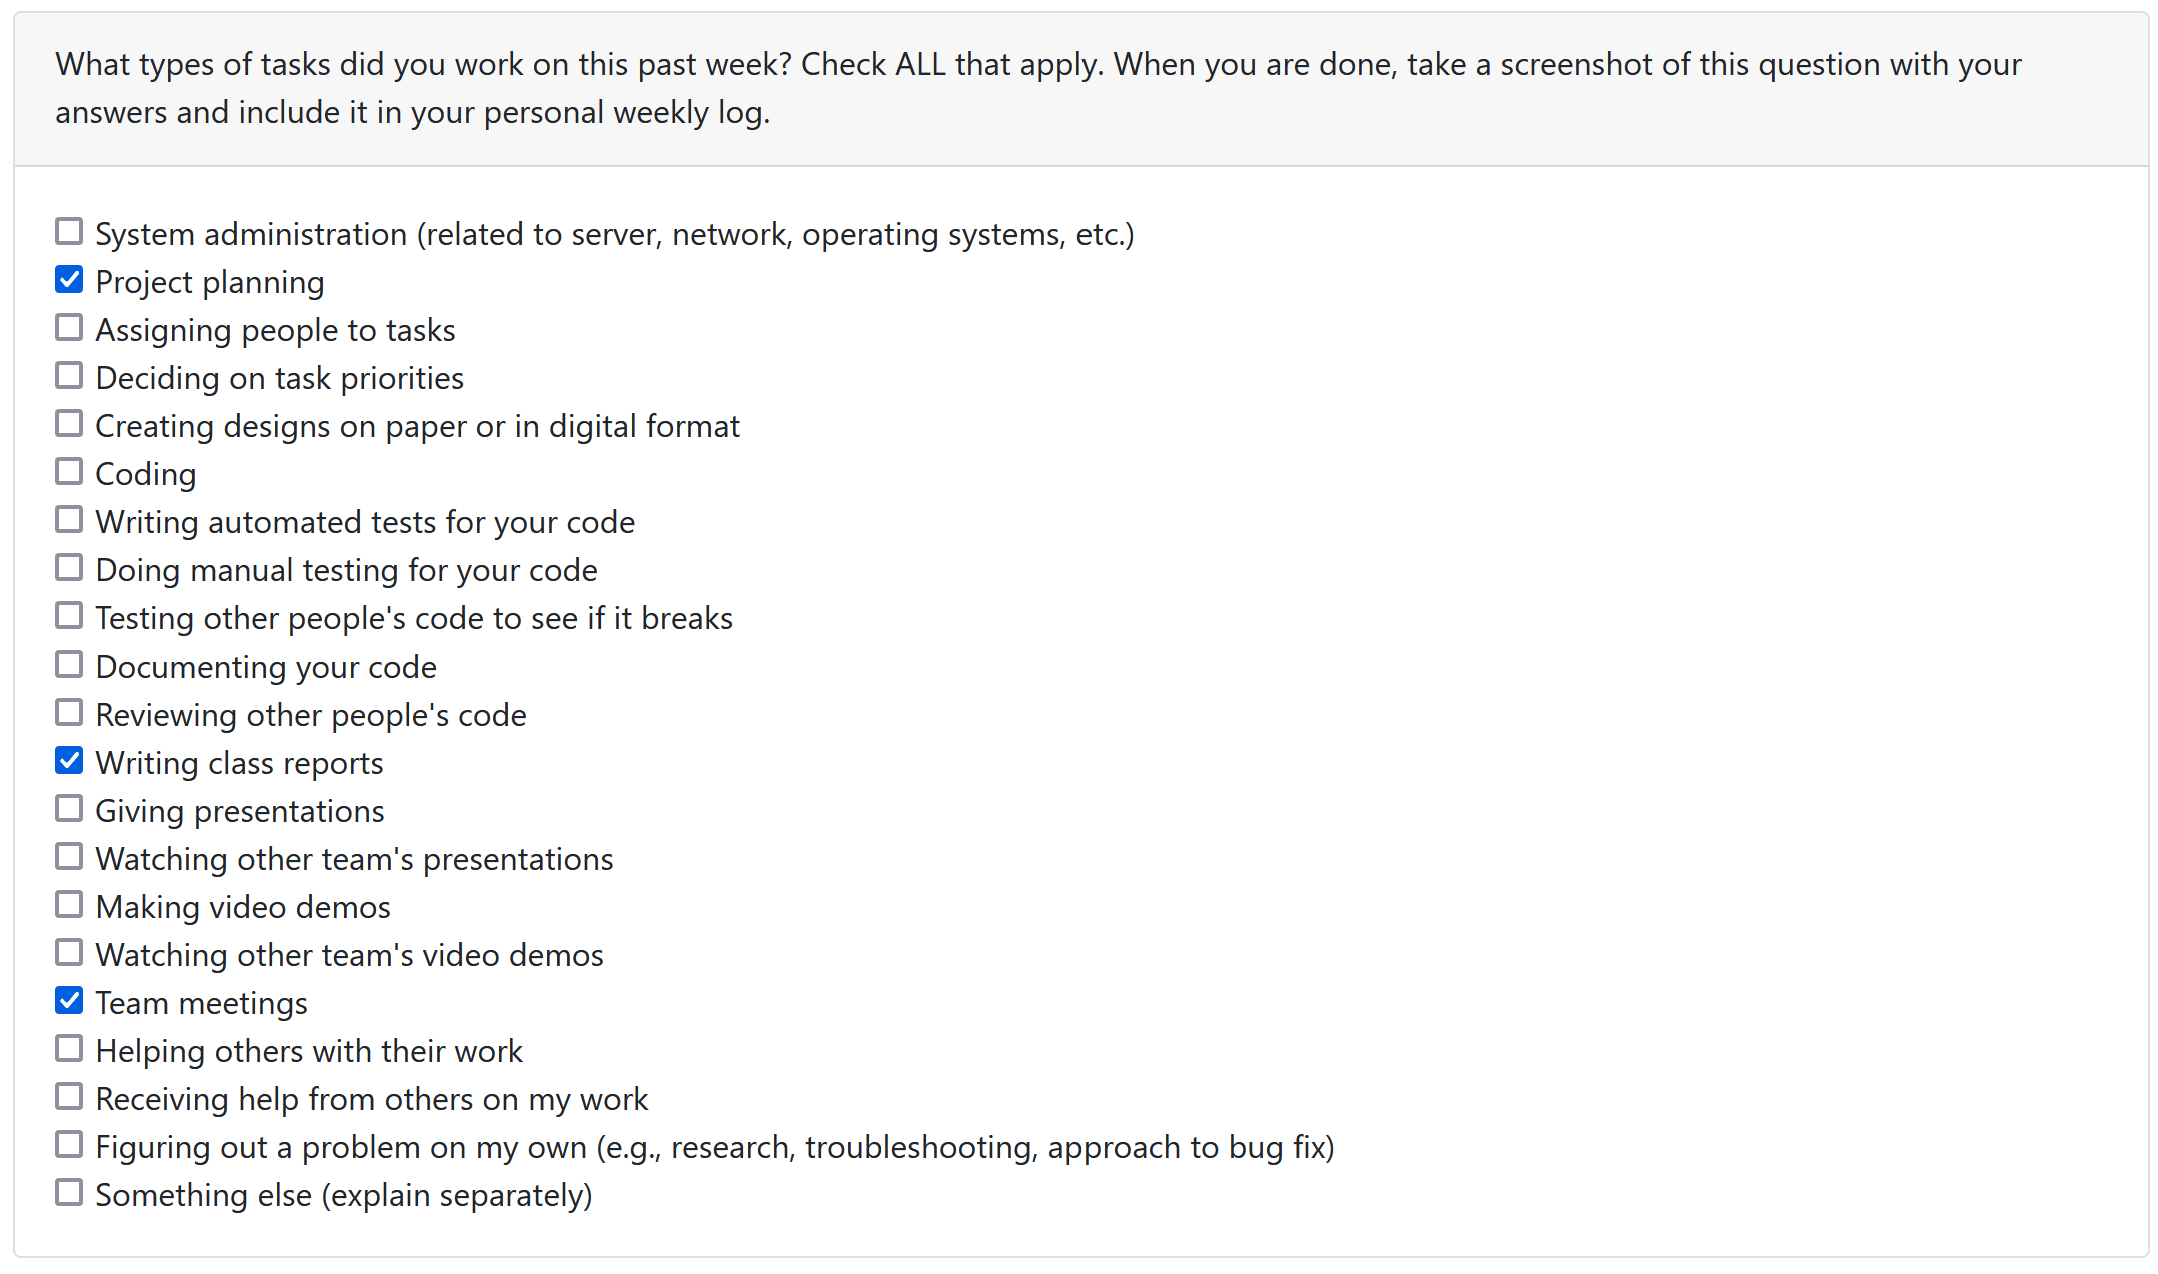 What types of tasks did you work on this past week? Check ALL that apply. When you are done, take a screenshot of this question with your
answers and include it in your personal weekly log.
System administration (related to server, network, operating systems, etc.)
Project planning
Assigning people to tasks
Deciding on task priorities
Creating designs on paper or in digital format
Coding
Writing automated tests for your code
Doing manual testing for your code
Testing other people's code to see if it breaks
Documenting your code
Reviewing other people's code
Writing class reports
Giving presentations
Watching other team's presentations
Making video demos
Watching other team's video demos
Team meetings
Helping others with their work
Receiving help from others on my work
Figuring out a problem on my own (e.g., research, troubleshooting, approach to bug fix)
Something else (explain separately)